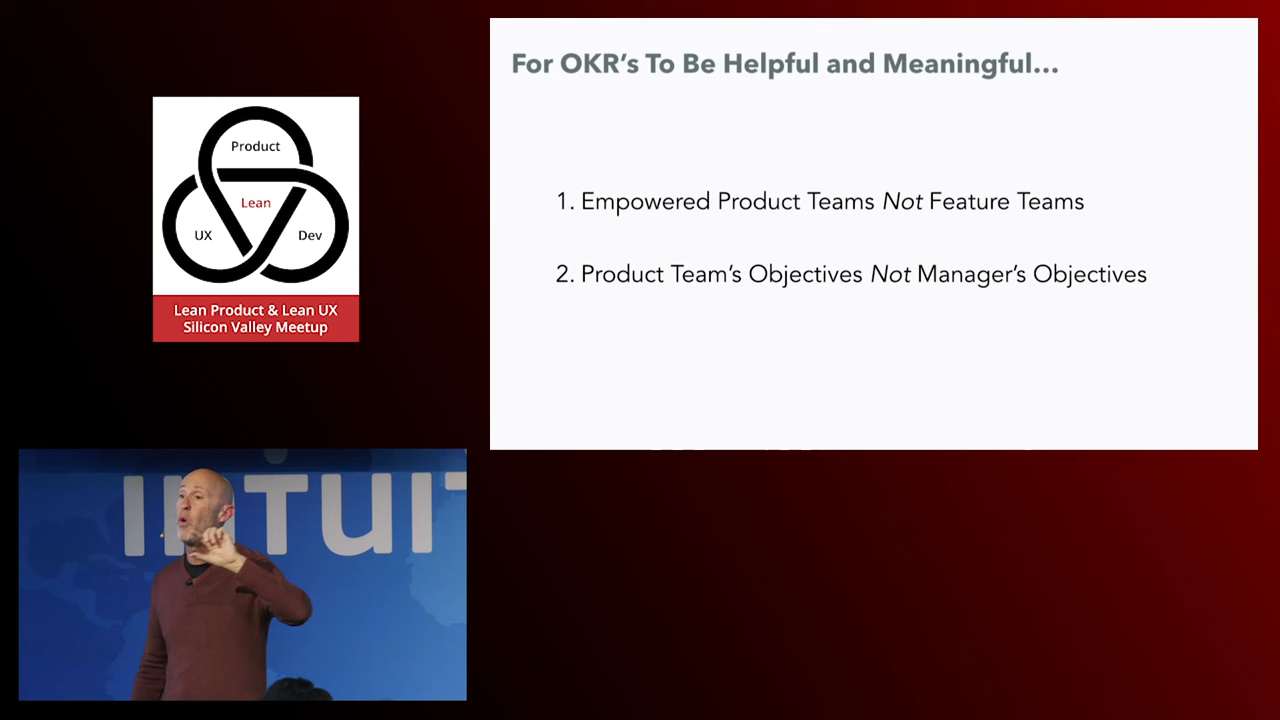 Product
Lean
UX
Dev
Lean Product & Lean UX
Silicon Valley Meetup
For OKR's To Be Helpful and Meaningful...
1. Empowered Product Teams Not Feature Teams
2. Product Team's Objectives Not Manager's Objectives
INTUIT